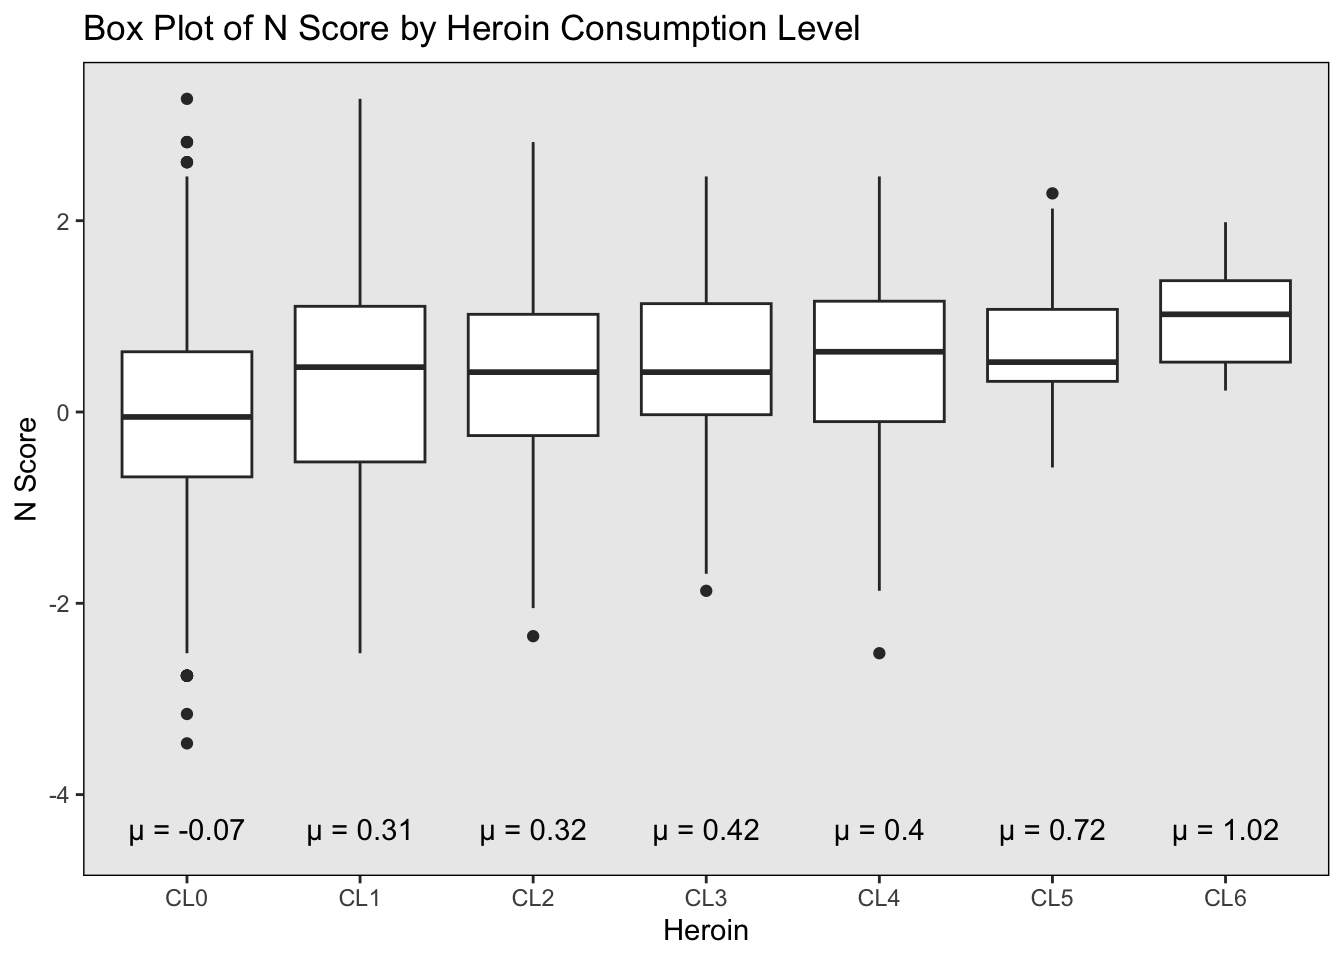 Box Plot of N Score by Heroin Consumption Level
N Score
2
0
-2
-4
µ = -0.07 µ = 0.31 µ = 0.32 µ = 0.42 µ = 0.4 µ = 0.72 µ = 1.02
CL0 CL1 CL2 CL3 CL4 CL5 CL6
Heroin